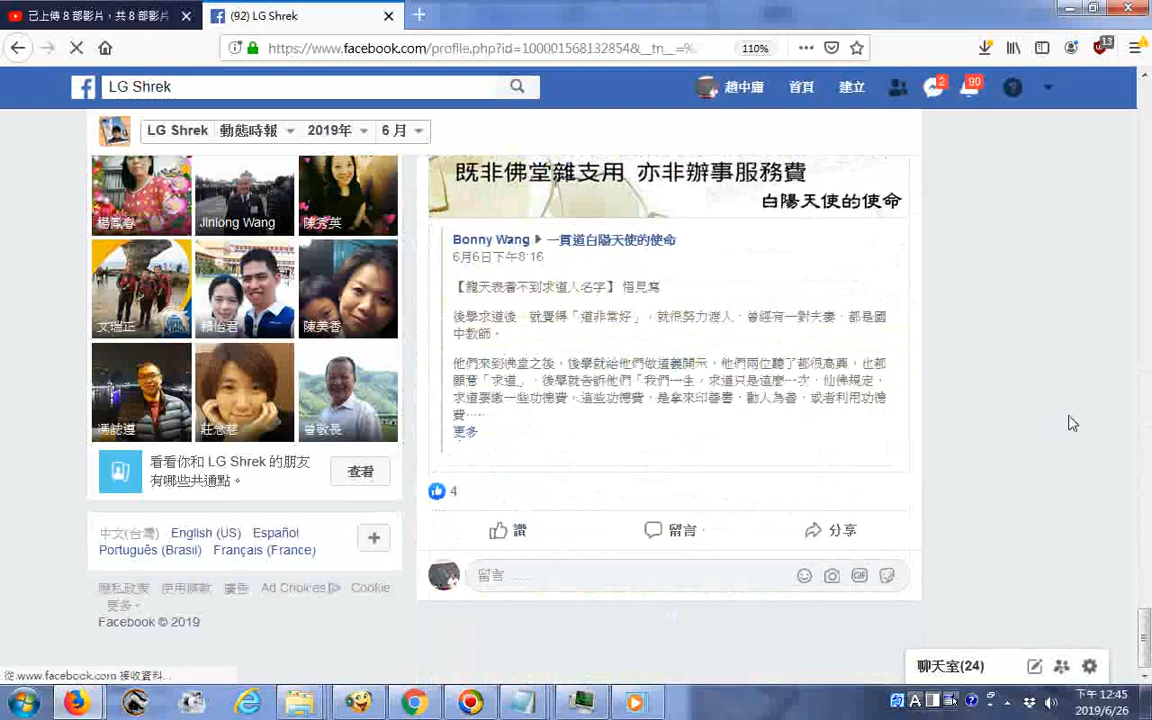 已上傳 8 部影片，共 8 部影片
(92) LG Shrek
https://www.facebook.com/profile.php?id=100001568132854&__tn__=%.
110%
13
LG Shrek
趙中庸
首頁
建立
2
90
LG Shrek
動態時報
2019年
6 月
楊鳳春
Jinlong Wang
陳秀英
文瑞正
賴怡君
陳美香
馮誌遵
莊念慈
曾敬長
看看你和 LG Shrek 的朋友
有哪些共通點。
查看
中文(台灣)
English (US)
Español
Português (Brasil)
Français (France)
隱私政策
使用條款
廣告
Ad Choices
Cookie
更多
Facebook © 2019
既非佛堂雜支用 亦非辦事服務費
白陽天使的使命
Bonny Wang
一貫道白陽天使的使命
6月6日下午8:16
【龍天表看不到求道人名字】 悟見寫
後學求道後，就覺得「道非常好」，就很努力渡人，曾經有一對夫妻，都是國
中教師。
他們來到佛堂之後，後學就給他們做道義開示，他們兩位聽了都很高興，也都
願意「求道」，後學就告訴他們「我們一生，求道只是這麼一次，仙佛規定，
求道要繳一些功德費，這些功德費，是拿來印善書，勸人為善，或者利用功德
費……
更多
4
讚
留言
分享
留言 ......
GIF
聊天室(24)
從 www.facebook.com 接收資料...
A
下午 12:45
2019/6/26